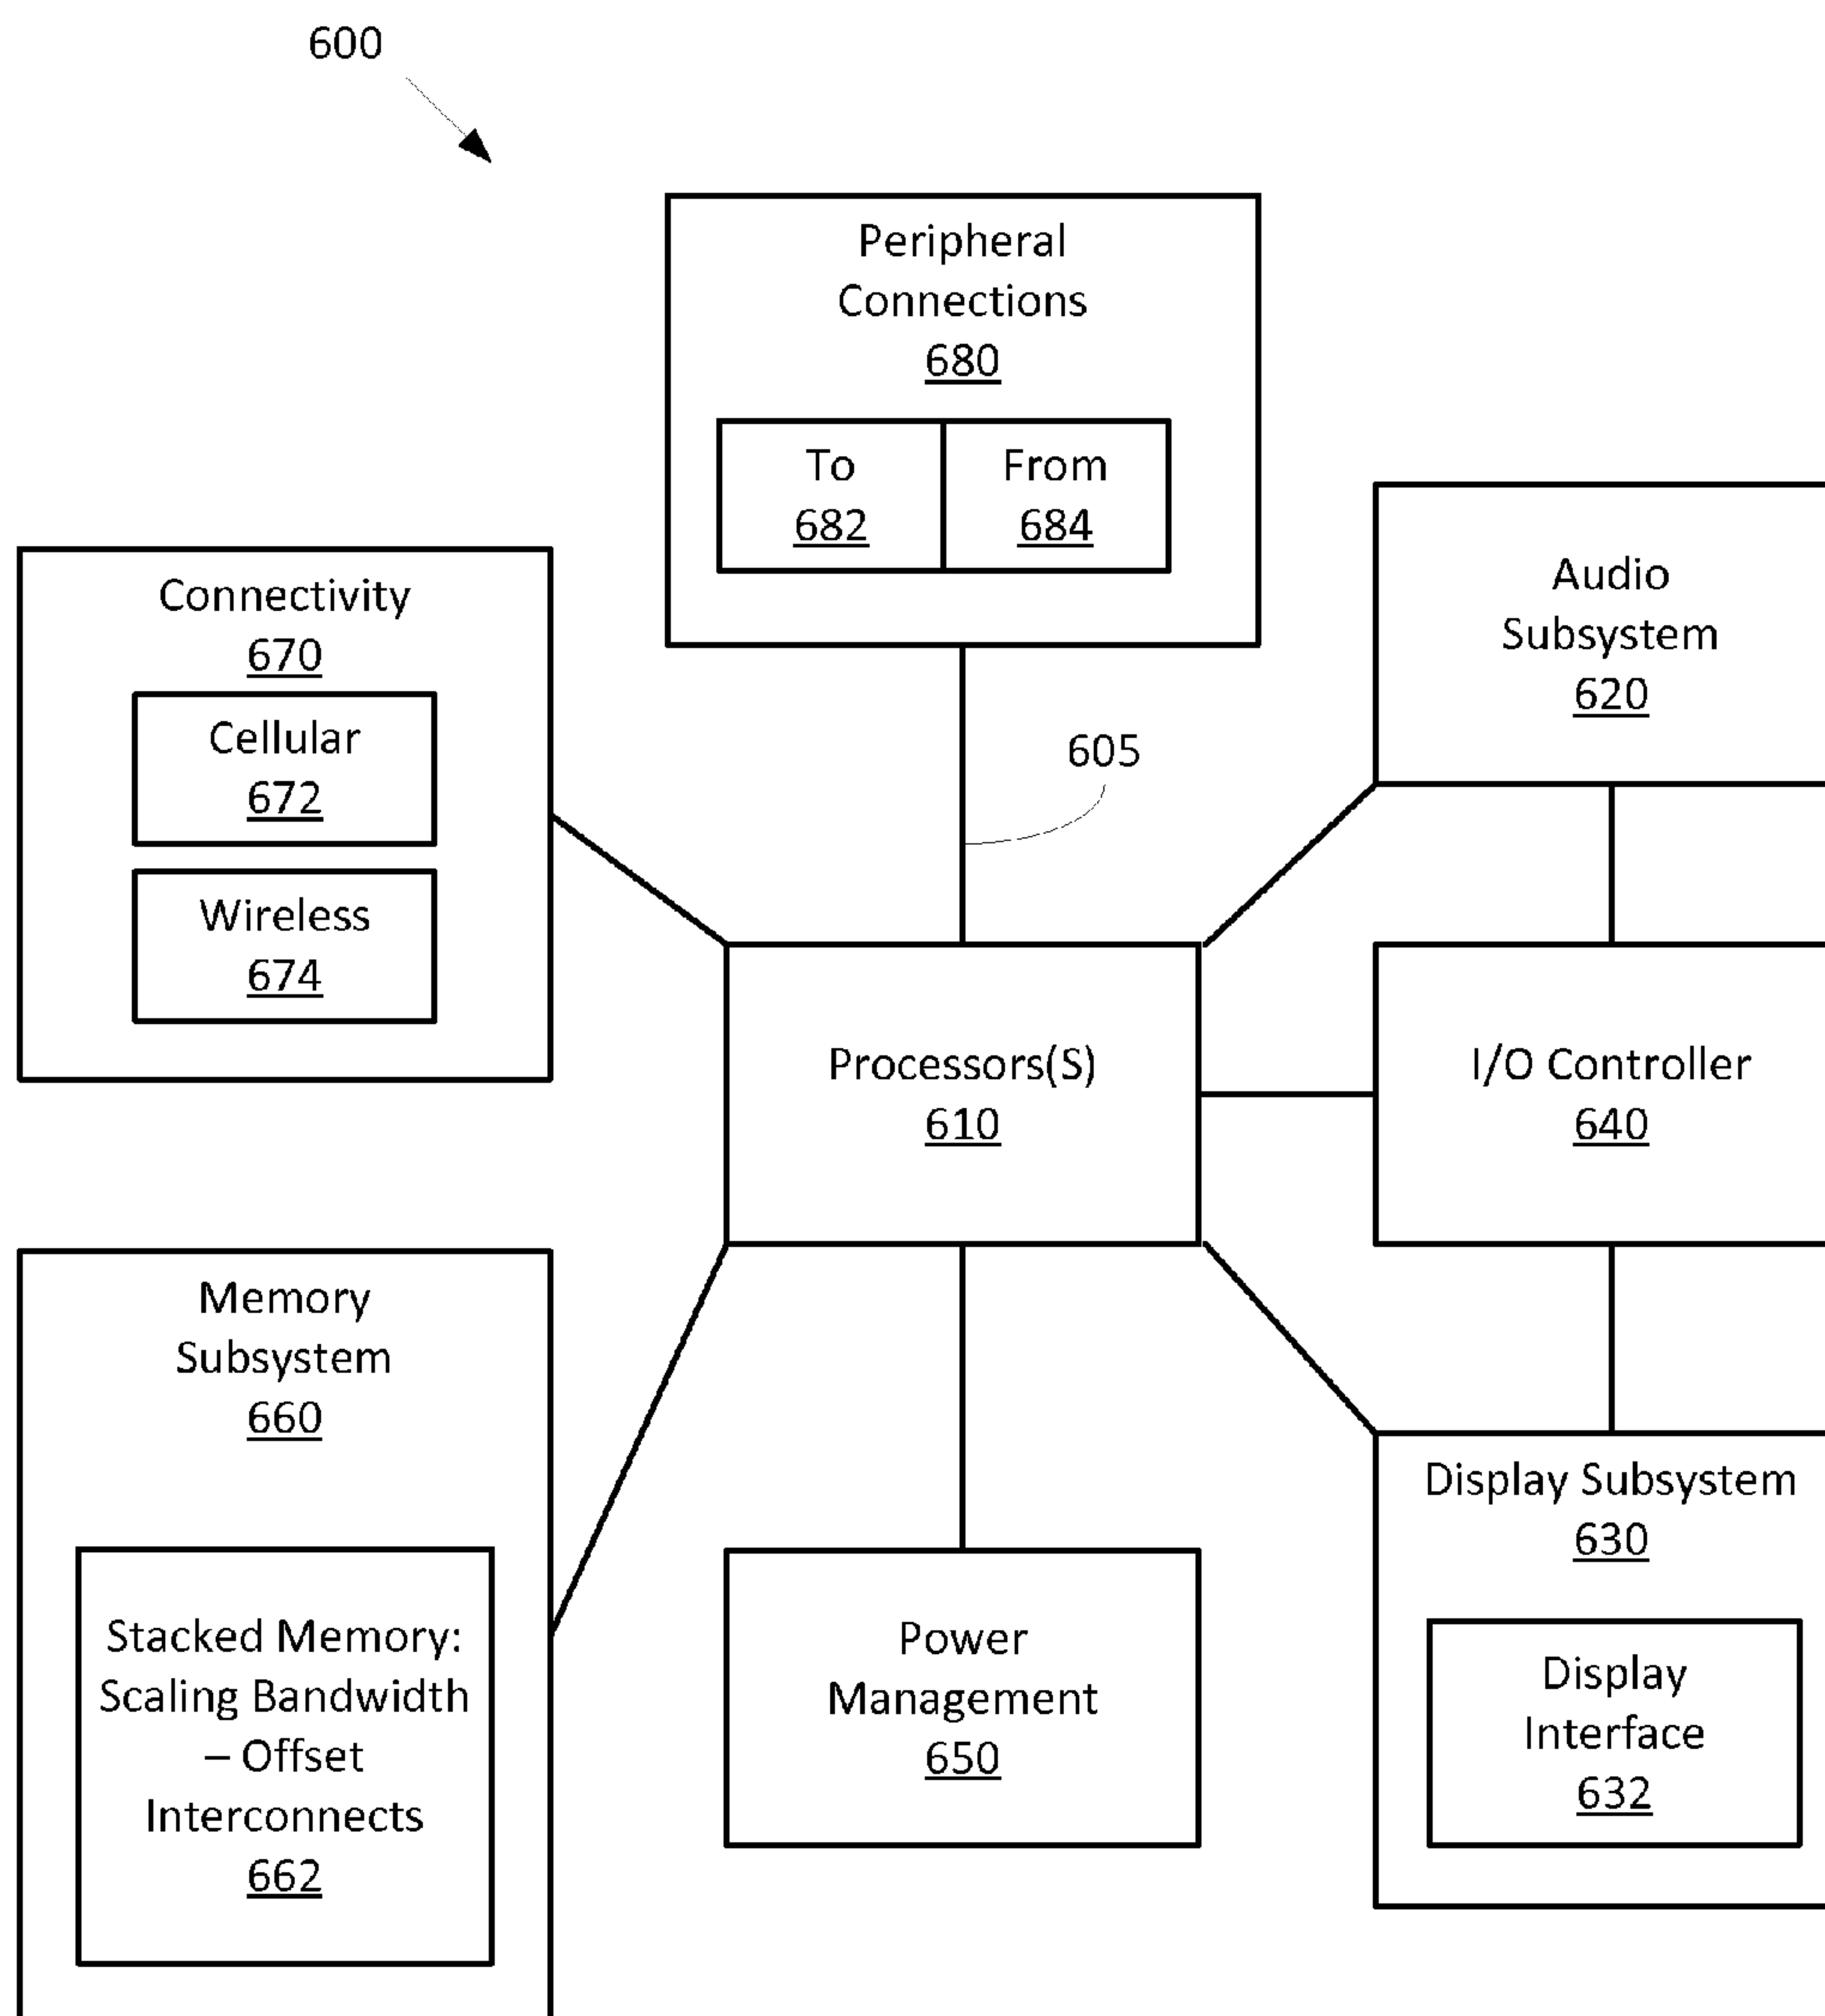 600
Peripheral
Connections
680
To
682
From
684
Audio
Subsystem
620
Connectivity
670
Cellular
672
Wireless
674
605
Processors(S)
610
I/O Controller
640
Memory
Subsystem
660
Stacked Memory:
Scaling Bandwidth
– Offset
Interconnects
662
Power
Management
650
Display Subsystem
630
Display
Interface
632